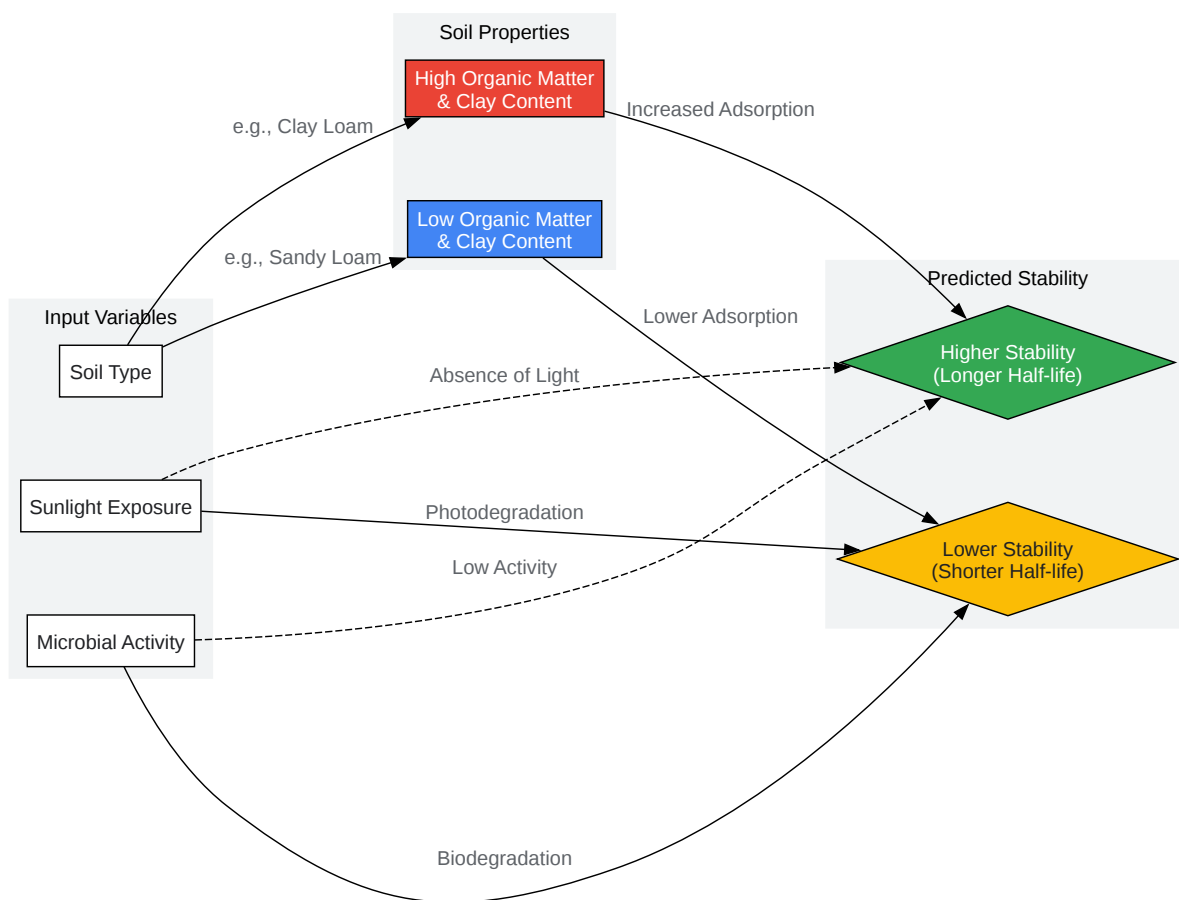 Soil Properties
High Organic Matter
& Clay Content
Increased Adsorption
e.g., Clay Loam
Low Organic Matter
& Clay Content
e.g., Sandy Loam
Predicted Stability
Input Variables
Lower Adsorption
Higher Stability
(Longer Half-life)
Soil Type
Absence of Light
Sunlight Exposure
Photodegradation
Lower Stability
(Shorter Half-life)
Low Activity
Microbial Activity
Biodegradation